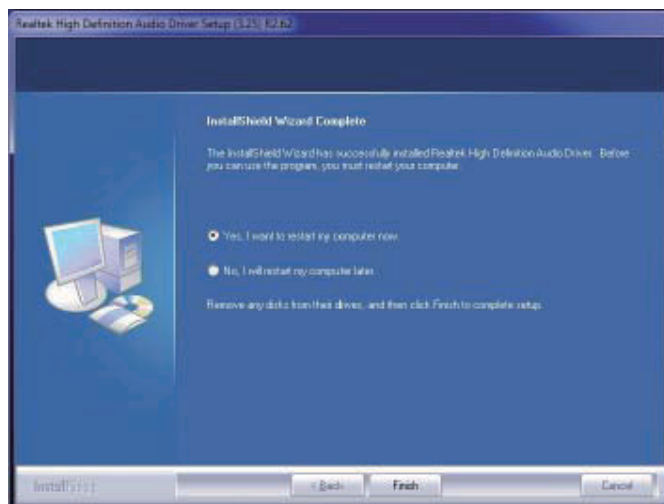 Realtek High Definition Audio Driver Setup (3.25) R2.62
InstallShield Wizard Complete
The InstallShield Wizard has successfully installed Realtek High Definition Audio Driver. Before
you can use the program, you must restart your computer.
Yes, I want to restart my computer now.
No, I will restart my computer later.
Remove any disks from their drives, and then click Finish to complete setup.
InstallShield
< Back
Finish
Cancel